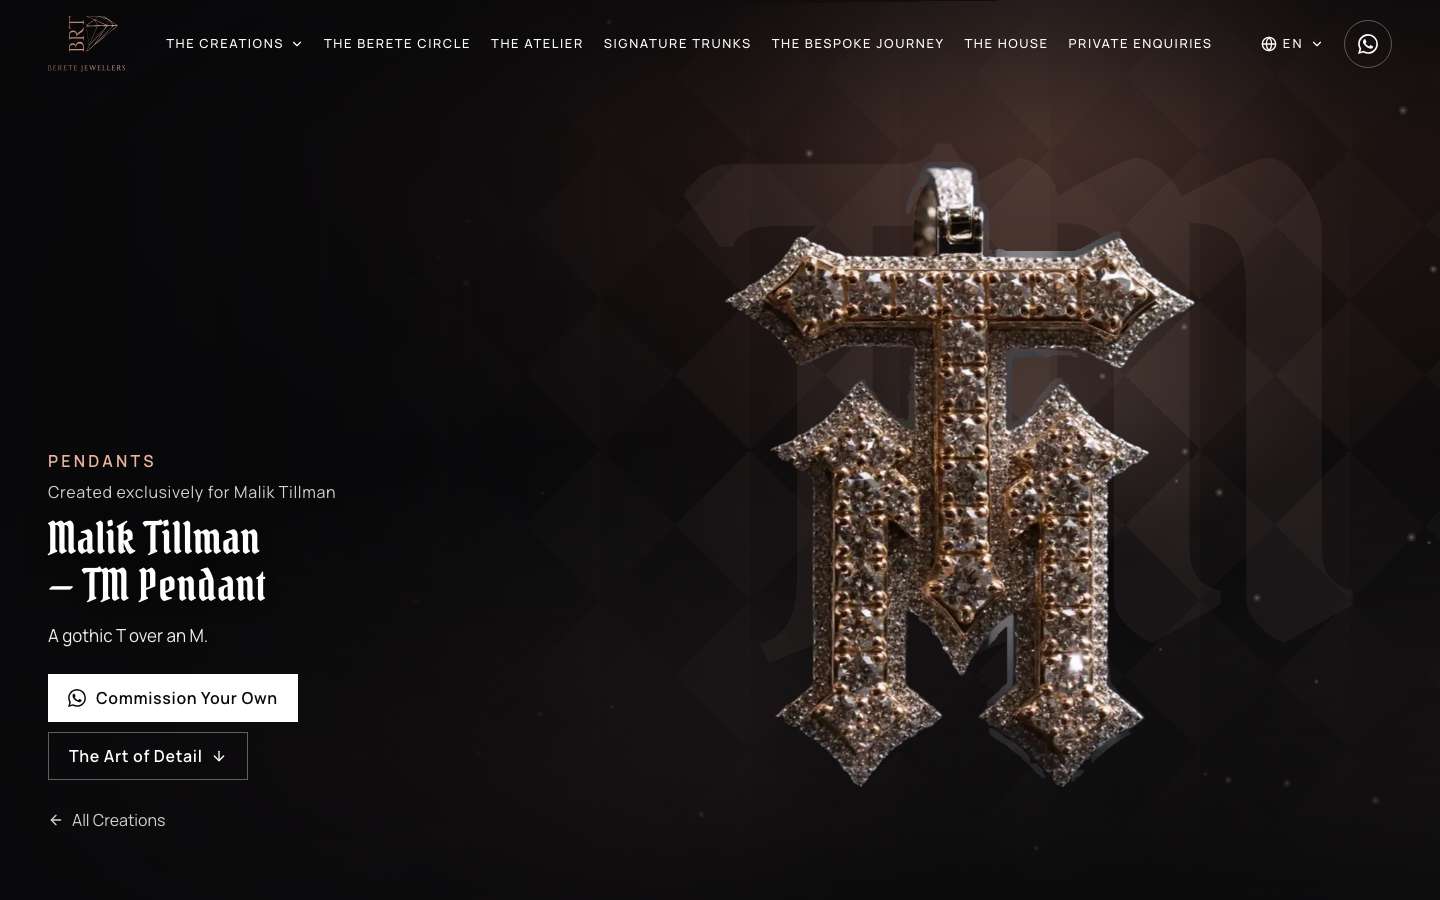 BRT
BERETE JEWELLERS
THE CREATIONS
THE BERETE CIRCLE
THE ATELIER
SIGNATURE TRUNKS
THE BESPOKE JOURNEY
THE HOUSE
PRIVATE ENQUIRIES
EN
TM
PENDANTS
Created exclusively for Malik Tillman
Malik Tillman
– TM Pendant
A gothic T over an M.
Commission Your Own
The Art of Detail ↓
← All Creations